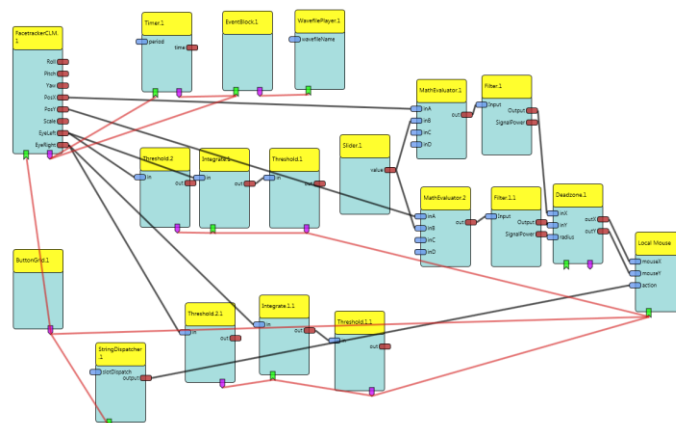 FacetrackerCLM.
1
Roll
Pitch
Yaw
PosX
PosY
Scale
EyeLeft
EyeRight
Timer.1
period
time
EventBlock.1
WavefilePlayer.1
wavefileName
MathEvaluator.1
inA
inB
inC
inD
out
Filter.1
Input
Output
SignalPower
Threshold.2
in
out
Integrate.1
in
out
Threshold.1
in
out
Slider.1
value
MathEvaluator.2
inA
inB
inC
inD
out
Filter.1.1
Input
Output
SignalPower
Deadzone.1
inX
inY
radius
outX
outY
Local Mouse
mouseX
mouseY
action
ButtonGrid.1
StringDispatcher
.1
slotDispatch
output
Threshold.2.1
in
out
Integrate.1.1
in
out
Threshold.1.1
in
out